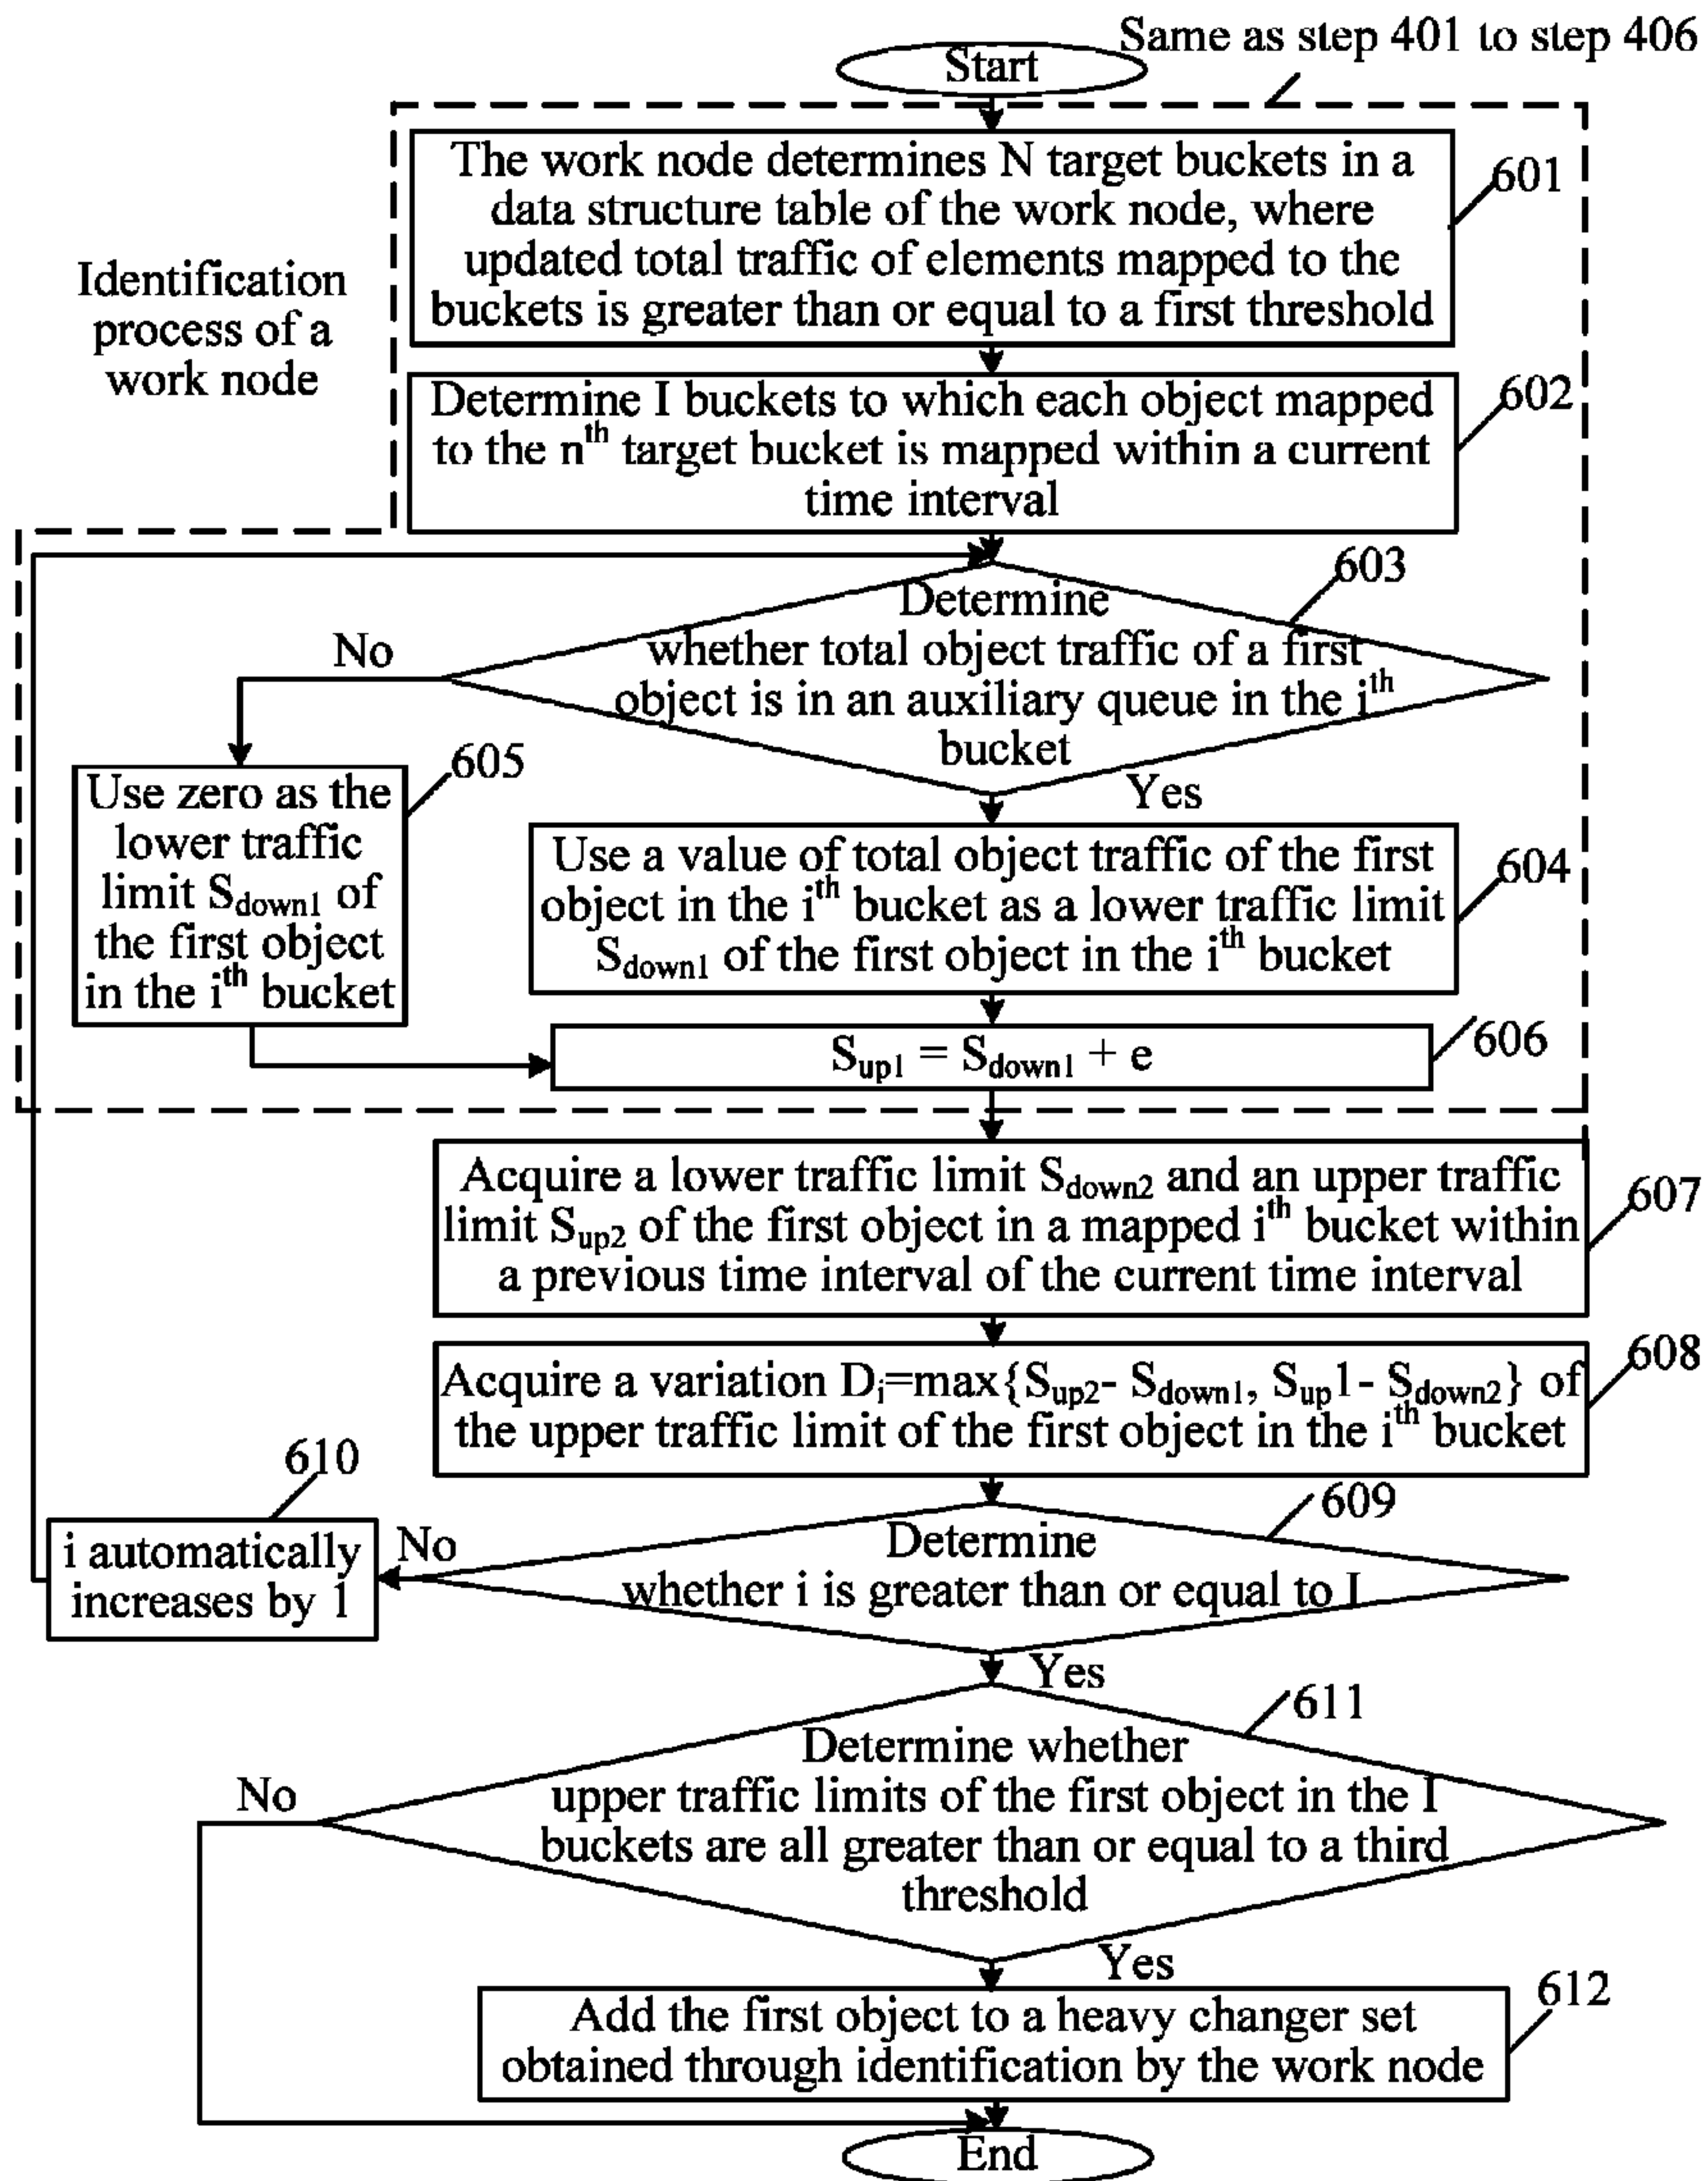 Same as step 401 to step 406
Start
The work node determines N target buckets in a
data structure table of the work node, where
updated total traffic of elements mapped to the
buckets is greater than or equal to a first threshold
601
Identification
process of a
work node
Determine I buckets to which each object mapped
to the nth target bucket is mapped within a current
time interval
602
603
Determine
whether total object traffic of a first
object is in an auxiliary queue in the ith
bucket
No
Yes
605
Use zero as the
lower traffic
limit Sdown1 of
the first object
in the ith bucket
Use a value of total object traffic of the first
object in the ith bucket as a lower traffic limit
Sdown1 of the first object in the ith bucket
604
Sup1 = Sdown1 + e
606
Acquire a lower traffic limit Sdown2 and an upper traffic
limit Sup2 of the first object in a mapped ith bucket within
a previous time interval of the current time interval
607
Acquire a variation Di=max{Sup2- Sdown1, Sup1- Sdown2} of
the upper traffic limit of the first object in the ith bucket
608
610
i automatically
increases by 1
No
609
Determine
whether i is greater than or equal to I
Yes
611
Determine whether
upper traffic limits of the first object in the I
buckets are all greater than or equal to a third
threshold
No
Yes
Add the first object to a heavy changer set
obtained through identification by the work node
612
End